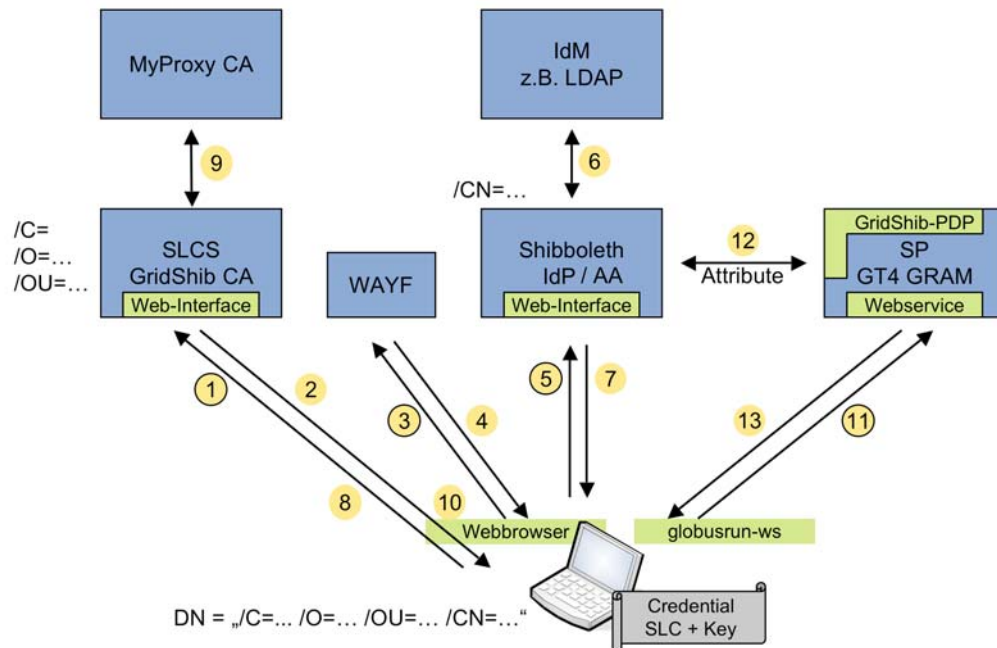 MyProxy CA
IdM
z.B. LDAP
9
6
/CN=…
/C=
/O=…
/OU=…
SLCS
GridShib CA
Web-Interface
WAYF
Shibboleth
IdP / AA
Web-Interface
12
Attribute
GridShib-PDP
SP
GT4 GRAM
Webservice
1
2
3
4
5
7
13
11
8
10
Webbrowser
globusrun-ws
DN = „/C=... /O=… /OU=… /CN=…“
Credential
SLC + Key